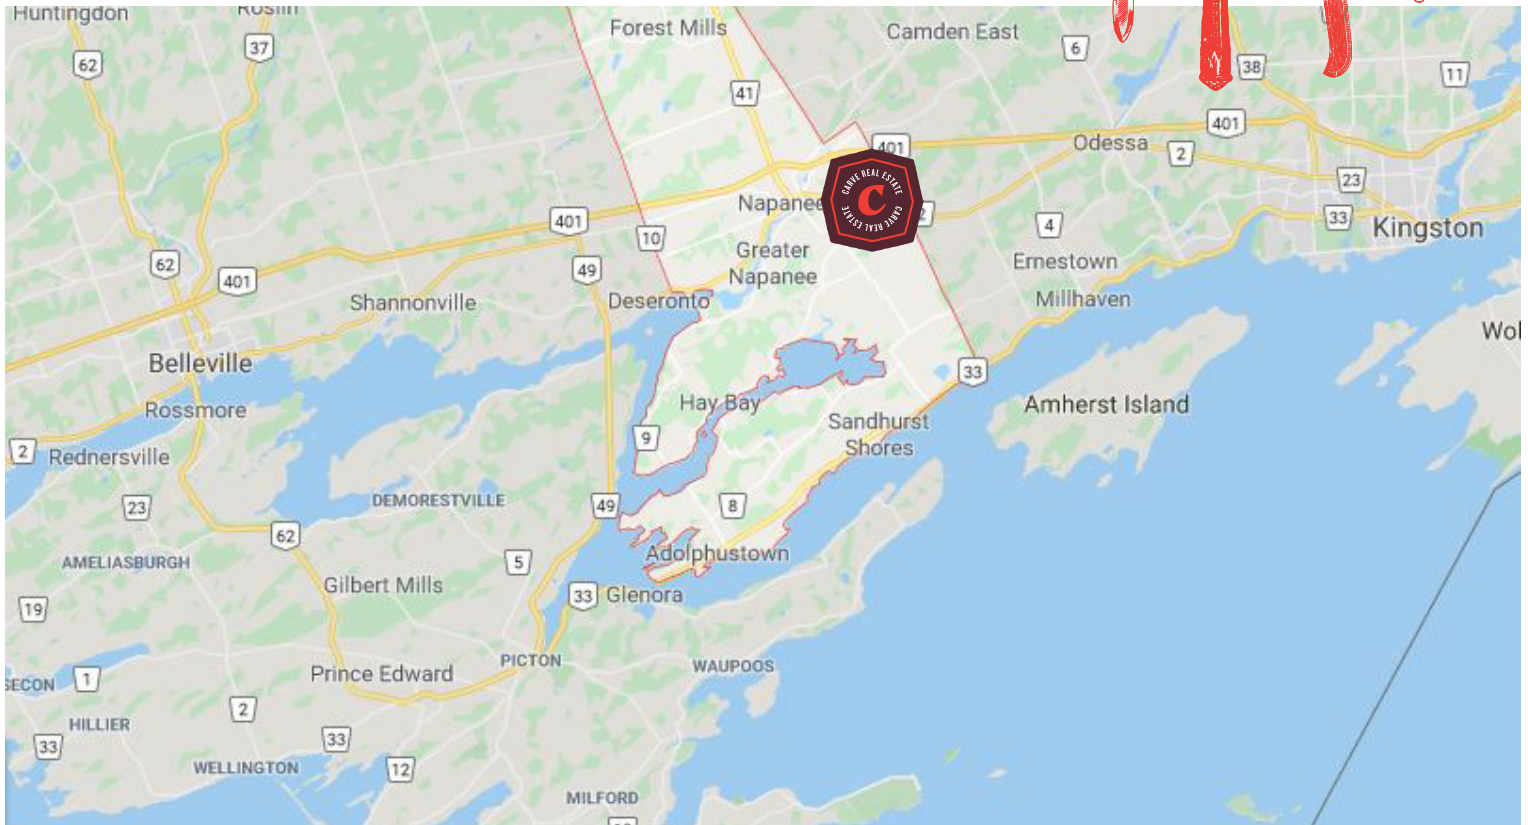 Huntingdon
Roslin
Forest Mills
Camden East
6
37
62
38
11
41
401
401
Odessa
2
CARVE REAL ESTATE
C
CARVE REAL ESTATE
23
Napanee
401
2
33
10
4
Kingston
Greater
Napanee
62
401
49
Ernestown
Shannonville
Deseronto
Millhaven
Belleville
33
Rossmore
Hay Bay
Amherst Island
9
Sandhurst
Shores
2
Rednersville
23
DEMORESTVILLE
49
8
62
AMELIASBURGH
5
Adolphustown
Gilbert Mills
33
Glenora
19
PICTON
WAUPOOS
Prince Edward
1
2
HILLIER
33
33
WELLINGTON
12
MILFORD